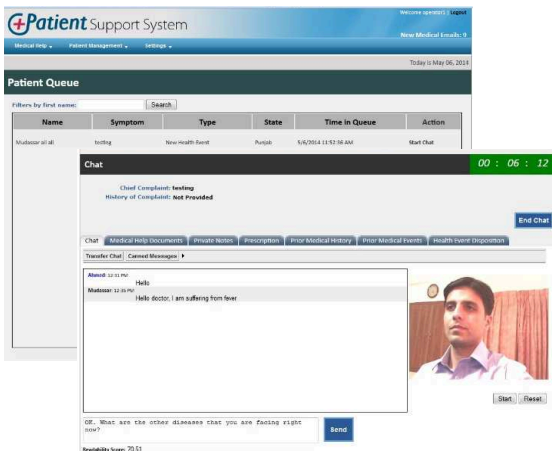 Patient Support System
Welcome operator1 Logout
New Medical Emails: 9
Medical Help Patient Management Settings
Today is May 06, 2014
Patient Queue
Filters by first name: Search
Name Symptom Type State Time in Queue Action
Mudassar ali ali testing New Health Event Punjab 5/6/2014 11:52:36 AM Start Chat
Chat 00 : 06 : 12
Chief Complaint: testing
History of Complaint: Not Provided
End Chat
Chat Medical Help Documents Private Notes Prescription Prior Medical History Prior Medical Events Health Event Disposition
Transfer Chat Canned Messages
Ahmed: 12:31 PM
Hello
Mudassar: 12:35 PM
Hello doctor, I am suffering from fever
Start Reset
OK. What are the other diseases that you are facing right
now?
Send
Readability Score: 70.51